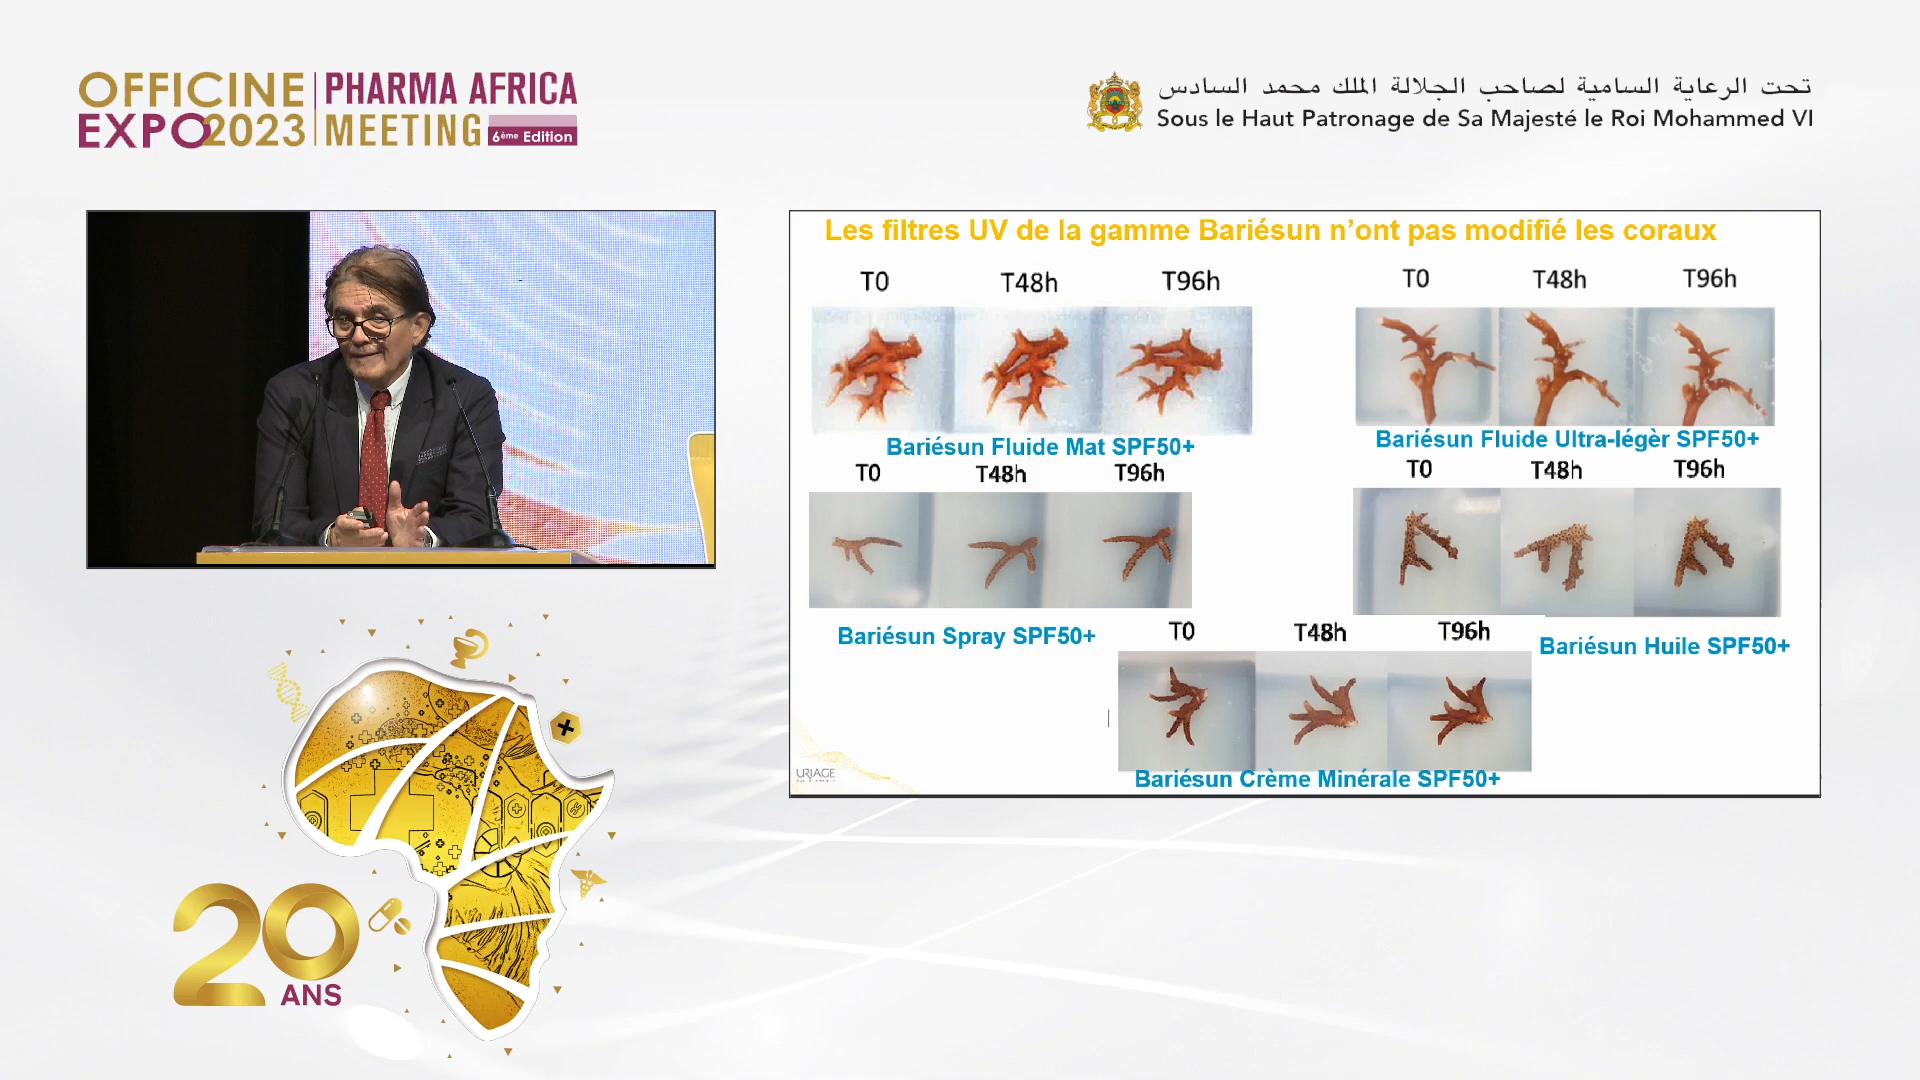 OFFICINE
EXPO2023
PHARMA AFRICA
MEETING
6ème Edition
تحت الرعاية السامية لصاحب الجلالة الملك محمد السادس
Sous le Haut Patronage de Sa Majesté le Roi Mohammed VI
Les filtres UV de la gamme Bariésun n'ont pas modifié les coraux
T0 T48h T96h
Bariésun Fluide Mat SPF50+
T0 T48h T96h
Bariésun Fluide Ultra-légèr SPF50+
T0 T48h T96h
Bariésun Spray SPF50+
T0 T48h T96h
Bariésun Huile SPF50+
T0 T48h T96h
Bariésun Crème Minérale SPF50+
URIAGE
20
ANS